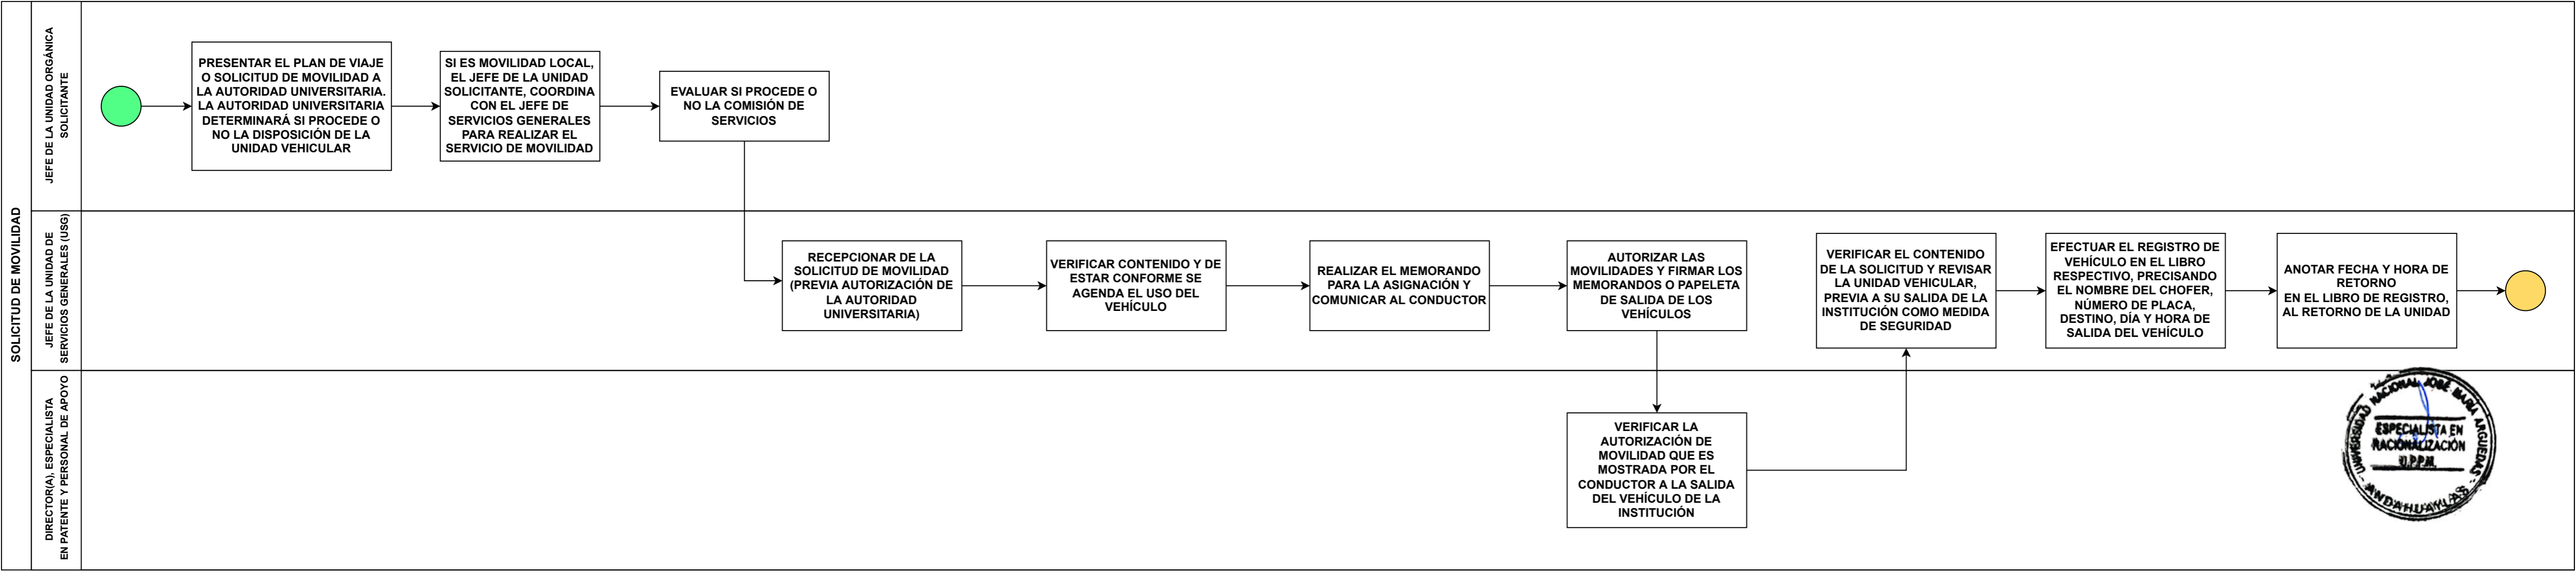 SOLICITUD DE MOVILIDAD
JEFE DE LA UNIDAD ORGÁNICA
SOLICITANTE
PRESENTAR EL PLAN DE VIAJE
O SOLICITUD DE MOVILIDAD A
LA AUTORIDAD UNIVERSITARIA.
LA AUTORIDAD UNIVERSITARIA
DETERMINARÁ SI PROCEDE O
NO LA DISPOSICIÓN DE LA
UNIDAD VEHICULAR
SI ES MOVILIDAD LOCAL,
EL JEFE DE LA UNIDAD
SOLICITANTE, COORDINA
CON EL JEFE DE
SERVICIOS GENERALES
PARA REALIZAR EL
SERVICIO DE MOVILIDAD
EVALUAR SI PROCEDE O
NO LA COMISIÓN DE
SERVICIOS
JEFE DE LA UNIDAD DE
SERVICIOS GENERALES (USG)
RECEPCIONAR DE LA
SOLICITUD DE MOVILIDAD
(PREVIA AUTORIZACIÓN DE
LA AUTORIDAD
UNIVERSITARIA)
VERIFICAR CONTENIDO Y DE
ESTAR CONFORME SE
AGENDA EL USO DEL
VEHÍCULO
REALIZAR EL MEMORANDO
PARA LA ASIGNACIÓN Y
COMUNICAR AL CONDUCTOR
AUTORIZAR LAS
MOVILIDADES Y FIRMAR LOS
MEMORANDOS O PAPELETA
DE SALIDA DE LOS
VEHÍCULOS
VERIFICAR EL CONTENIDO
DE LA SOLICITUD Y REVISAR
LA UNIDAD VEHICULAR,
PREVIA A SU SALIDA DE LA
INSTITUCIÓN COMO MEDIDA
DE SEGURIDAD
EFECTUAR EL REGISTRO DE
VEHÍCULO EN EL LIBRO
RESPECTIVO, PRECISANDO
EL NOMBRE DEL CHOFER,
NÚMERO DE PLACA,
DESTINO, DÍA Y HORA DE
SALIDA DEL VEHÍCULO
ANOTAR FECHA Y HORA DE
RETORNO
EN EL LIBRO DE REGISTRO,
AL RETORNO DE LA UNIDAD
DIRECTOR(A), ESPECIALISTA
EN PATENTE Y PERSONAL DE APOYO
VERIFICAR LA
AUTORIZACIÓN DE
MOVILIDAD QUE ES
MOSTRADA POR EL
CONDUCTOR A LA SALIDA
DEL VEHÍCULO DE LA
INSTITUCIÓN
UNIVERSIDAD NACIONAL JOSÉ MARÍA ARGUEDAS
ESPECIALISTA EN
RACIONALIZACIÓN
U.P.P.M.
- ANDAHUAYLAS -